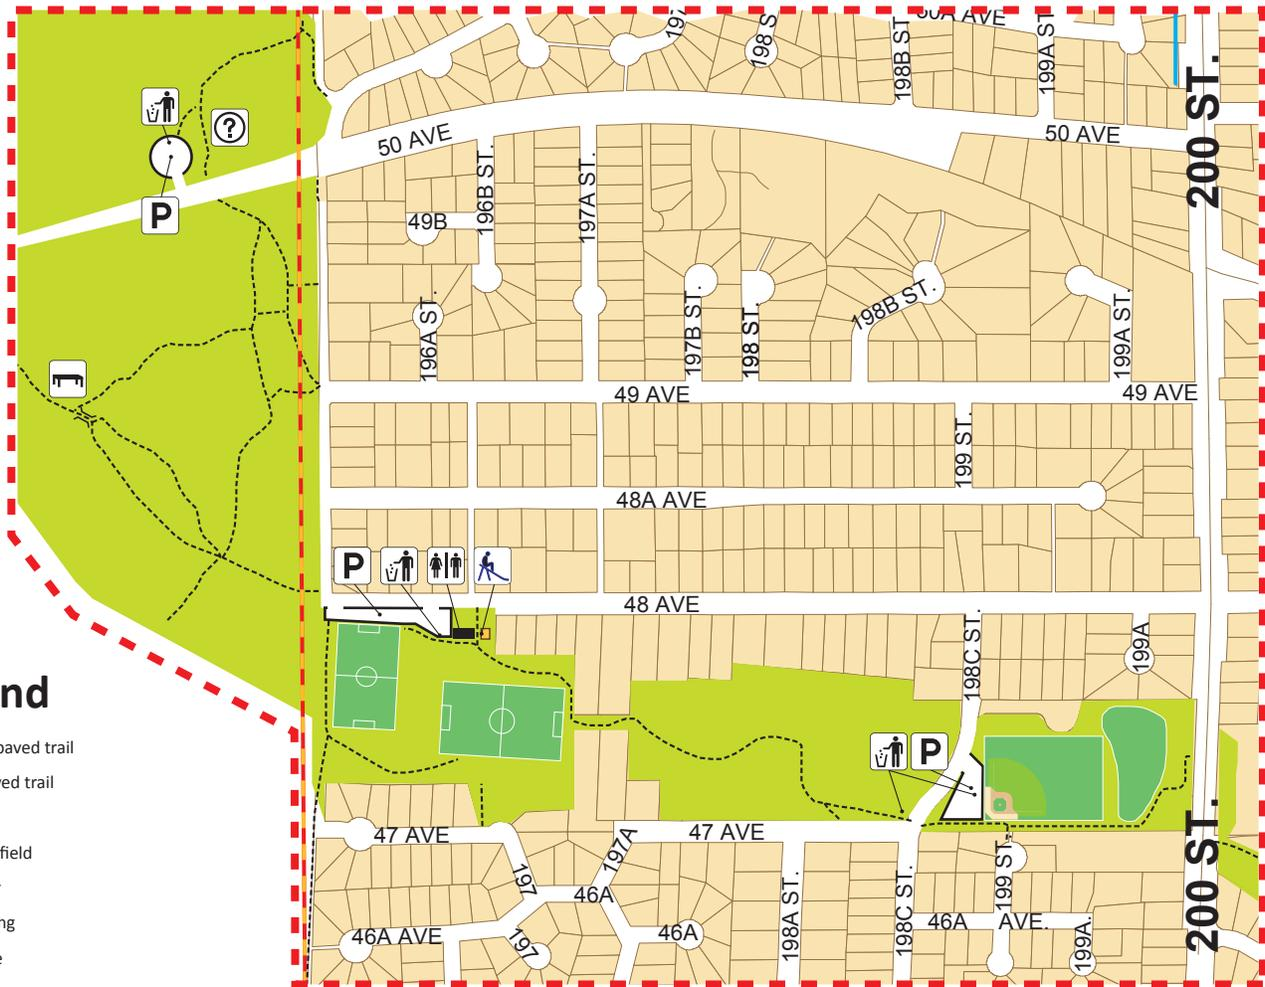 197
198 S
198B ST
50A AVE
199A ST
200 ST.
50 AVE
50 AVE
?
P
196B ST.
197A ST.
49B
196A ST.
197B ST.
198 ST.
198B ST.
199A ST.
49 AVE
49 AVE
199 ST.
48A AVE
P
48 AVE
198C ST.
199A
nd
paved trail
ved trail
P
47 AVE
197A
47 AVE
field
200 ST.
197
46A
198A ST.
198C ST.
199 ST.
46A AVE.
199A.
ng
46A AVE
197
46A
e